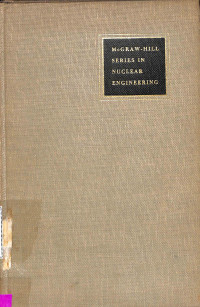 McGRAW-HILL
SERIES IN
NUCLEAR
ENGINEERING